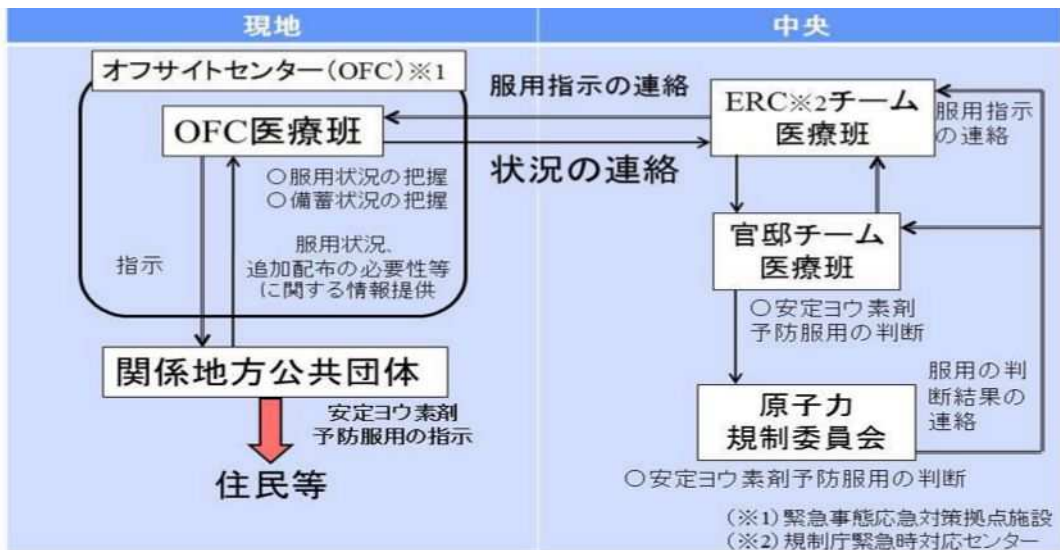 現地
中央
オフサイトセンター(OFC)※1
OFC医療班
○服用状況の把握
○備蓄状況の把握
服用状況、
追加配布の必要性等
に関する情報提供
指示
関係地方公共団体
安定ヨウ素剤
予防服用の指示
住民等
服用指示の連絡
状況の連絡
ERC※2チーム
医療班
服用指示
の連絡
官邸チーム
医療班
○安定ヨウ素剤
予防服用の判断
服用の判
断結果の
連絡
原子力
規制委員会
○安定ヨウ素剤予防服用の判断
(※1)緊急事態応急対策拠点施設
(※2)規制庁緊急時対応センター